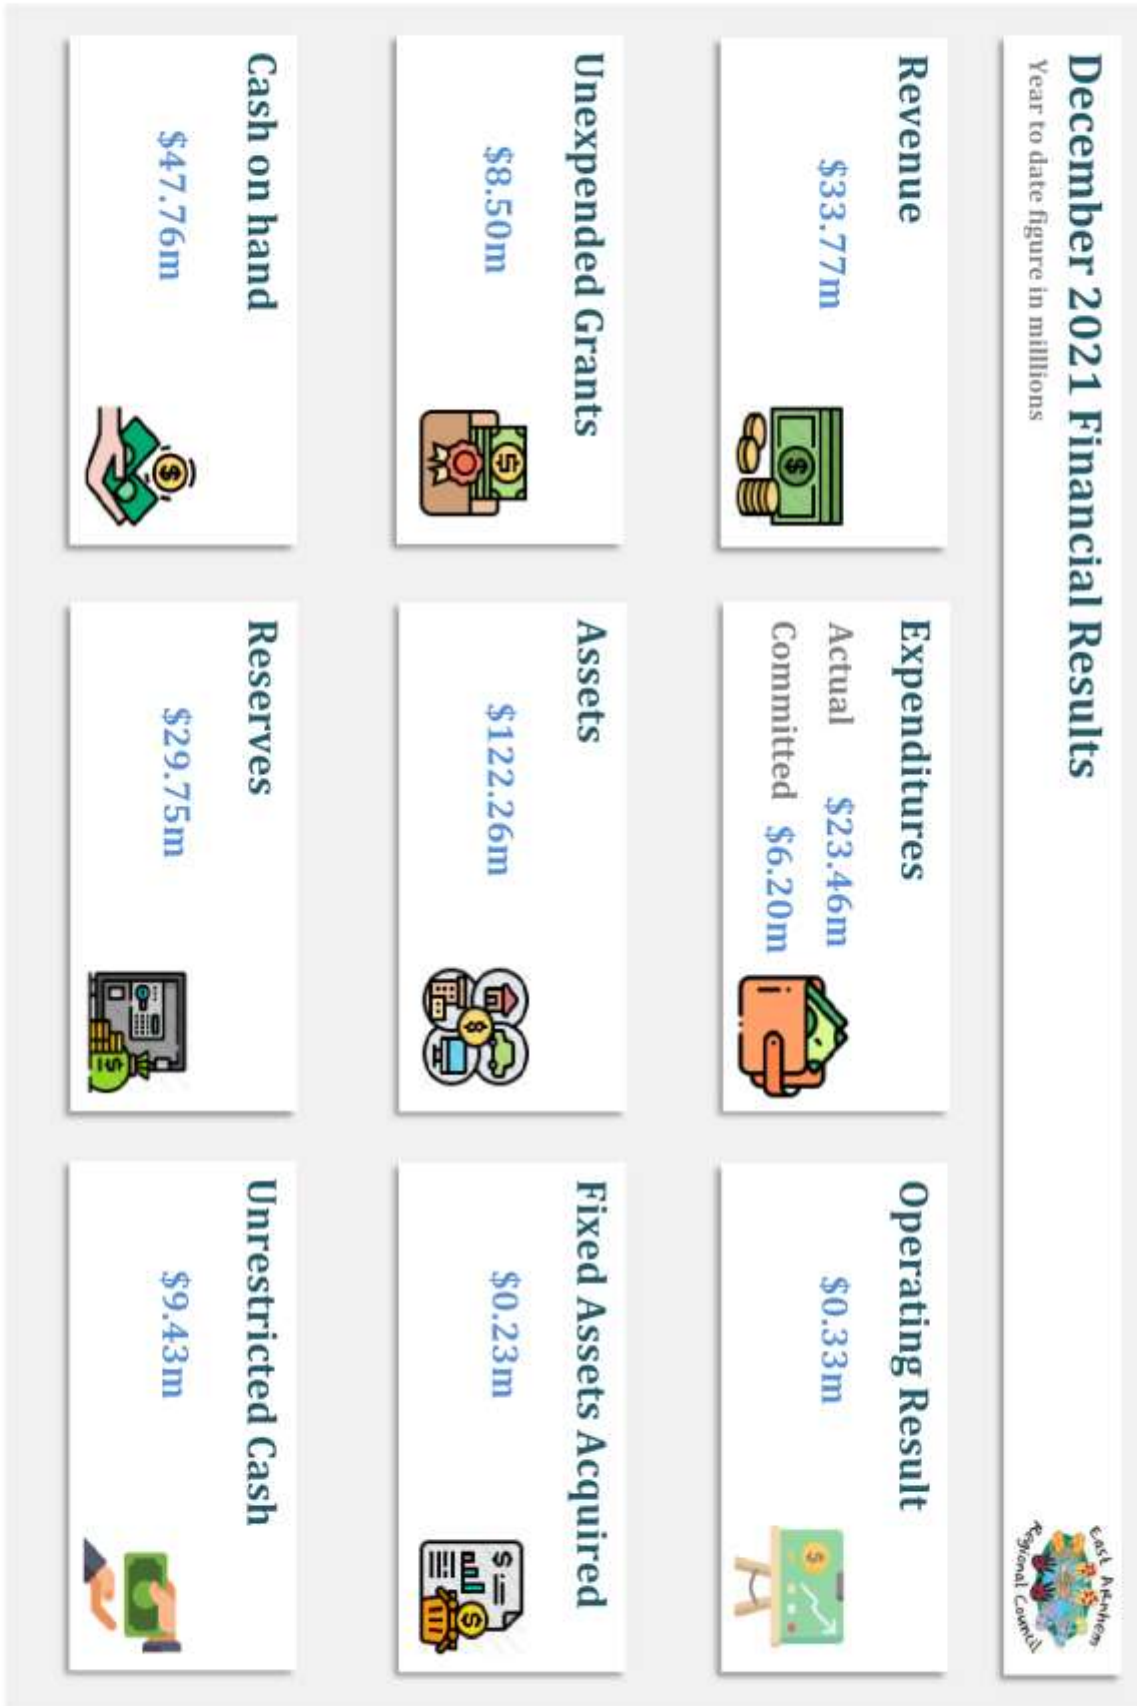 December 2021 Financial Results
Year to date figure in milllions
East Arnhem
Regional Council
Revenue
$33.77m
Expenditures
Actual $23.46m
Committed $6.20m
Operating Result
$0.33m
Unexpended Grants
$8.50m
Assets
$122.26m
Fixed Assets Acquired
$0.23m
Cash on hand
$47.76m
Reserves
$29.75m
Unrestricted Cash
$9.43m